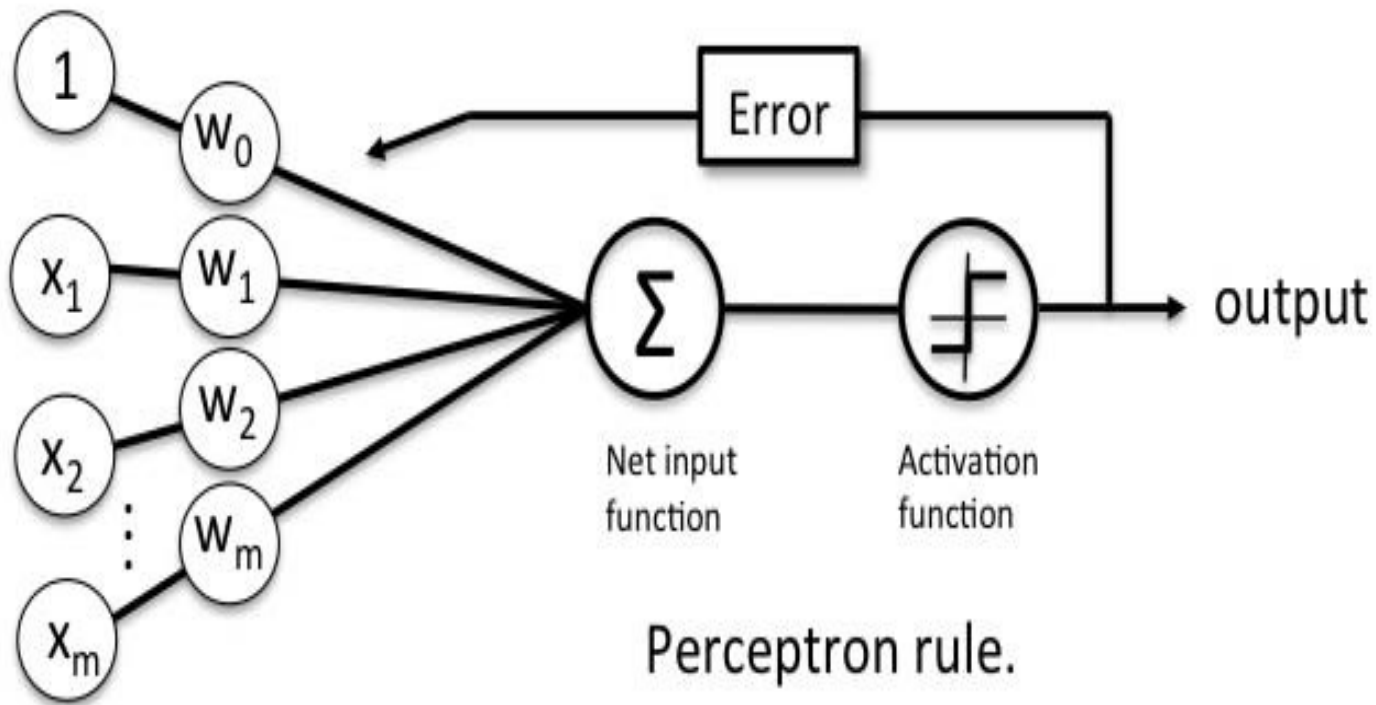 1
w₀
Error
x₁
w₁
Σ
output
x₂
w₂
Net input
function
Activation
function
⋮
wₘ
xₘ
Perceptron rule.